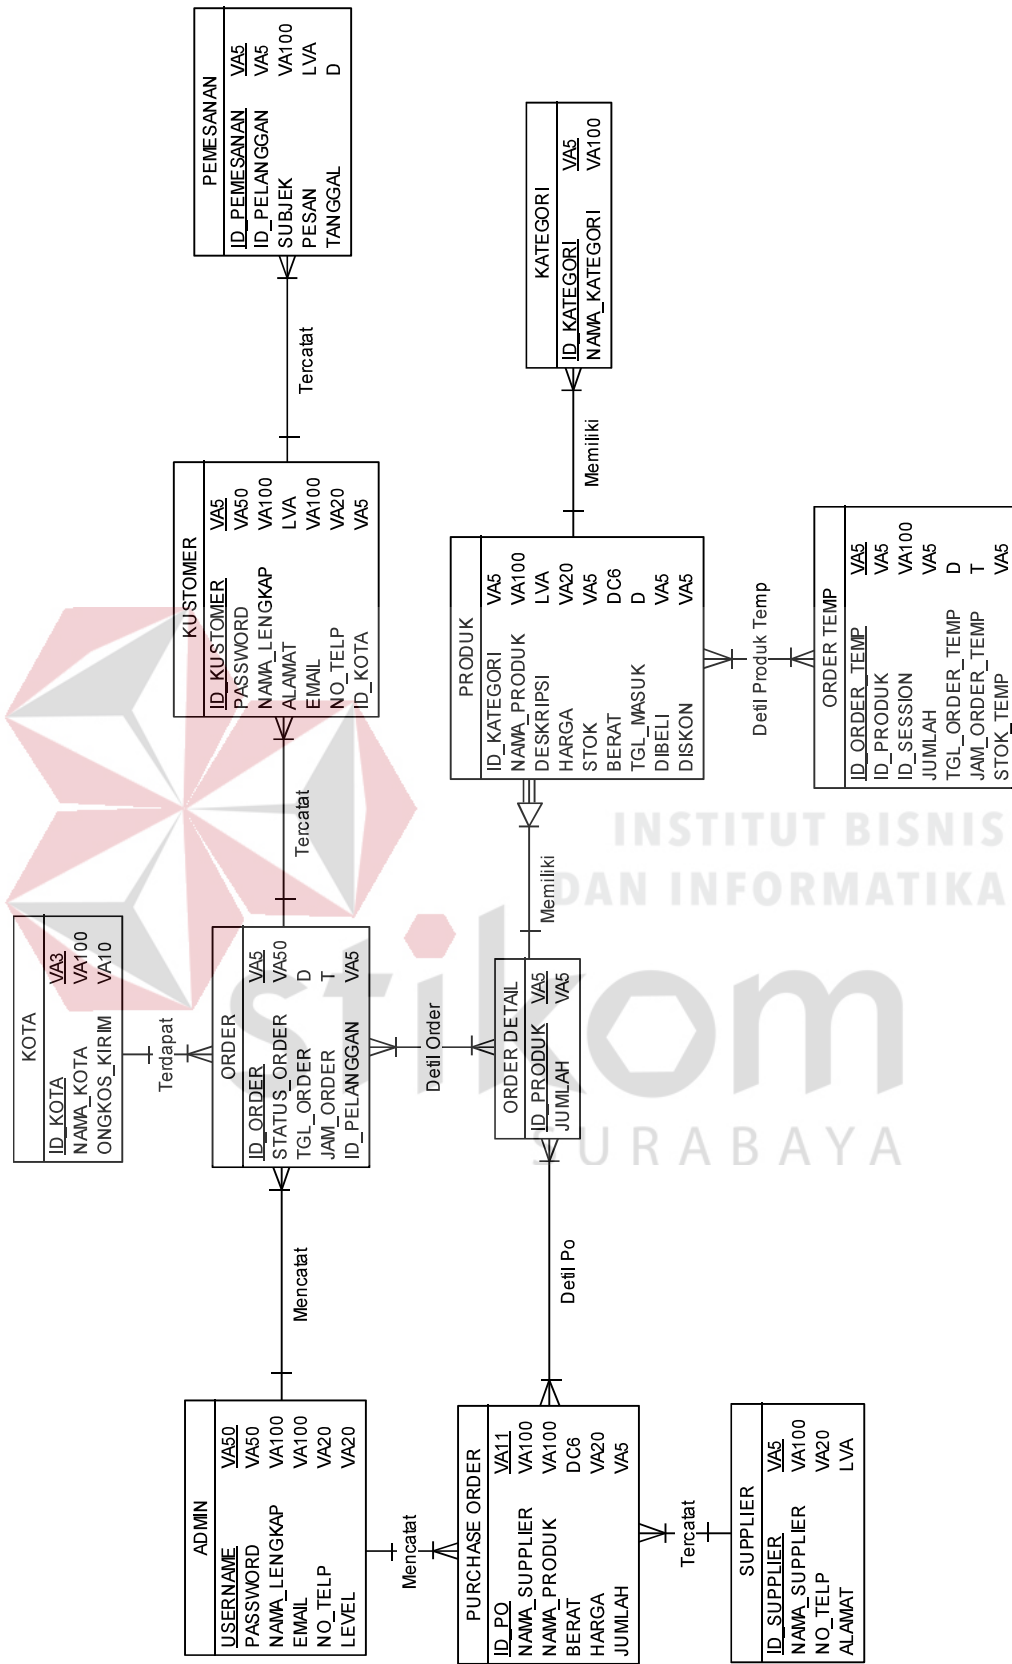 PEMESANAN
ID_PEMESANAN VA5
ID_PELANGGAN VA5
SUBJEK VA100
PESAN LVA
TANGGAL D
KATEGORI
ID_KATEGORI VA5
NAMA_KATEGORI VA100
Tercatat
Memiliki
KUSTOMER
ID_KUSTOMER VA5
PASSWORD VA50
NAMA_LENGKAP VA100
ALAMAT LVA
EMAIL VA100
NO_TELP VA20
ID_KOTA VA5
PRODUK
ID_KATEGORI VA5
NAMA_PRODUK VA100
DESKRIPSI LVA
HARGA VA20
STOK VA5
BERAT DC6
TGL_MASUK D
DIBELI VA5
DISKON VA5
Detil Produk Temp
ORDER TEMP
ID_ORDER_TEMP VA5
ID_PRODUK VA5
ID_SESSION VA100
JUMLAH VA5
TGL_ORDER_TEMP D
JAM_ORDER_TEMP T
STOK_TEMP VA5
Tercatat
Memiliki
INSTITUT BISNIS
DAN INFORMATIKA
stikom
SURABAYA
KOTA
ID_KOTA VA3
NAMA_KOTA VA100
ONGKOS_KIRIM VA10
Terdapat
ORDER
ID_ORDER VA5
STATUS_ORDER VA50
TGL_ORDER D
JAM_ORDER T
ID_PELANGGAN VA5
Detil Order
ORDER DETAIL
ID_PRODUK VA5
JUMLAH VA5
Mencatat
Detil Po
ADMIN
USERNAME VA50
PASSWORD VA50
NAMA_LENGKAP VA100
EMAIL VA100
NO_TELP VA20
LEVEL VA20
Mencatat
PURCHASE ORDER
ID_PO VA11
NAMA_SUPPLIER VA100
NAMA_PRODUK VA100
BERAT DC6
HARGA VA20
JUMLAH VA5
Tercatat
SUPPLIER
ID_SUPPLIER VA5
NAMA_SUPPLIER VA100
NO_TELP VA20
ALAMAT LVA